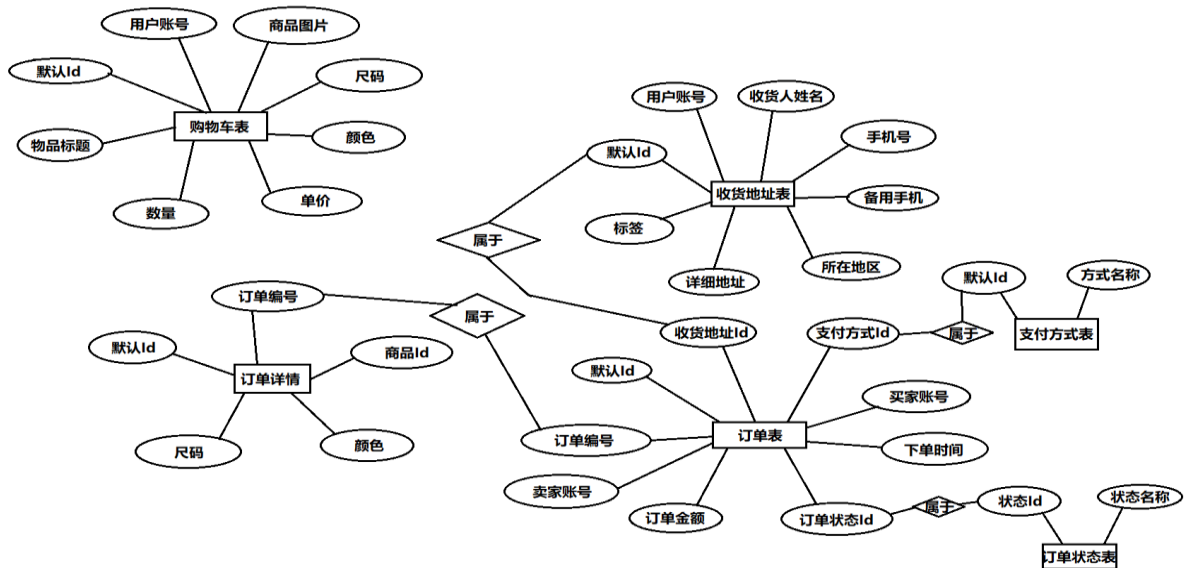 用户账号
商品图片
默认Id
尺码
购物车表
物品标题
颜色
数量
单价
用户账号
收货人姓名
默认Id
手机号
收货地址表
备用手机
标签
属于
详细地址
所在地区
默认Id
方式名称
订单编号
属于
收货地址Id
支付方式Id
属于
支付方式表
默认Id
商品Id
订单详情
尺码
颜色
默认Id
买家账号
订单编号
订单表
下单时间
卖家账号
订单金额
订单状态Id
属于
状态Id
状态名称
订单状态表